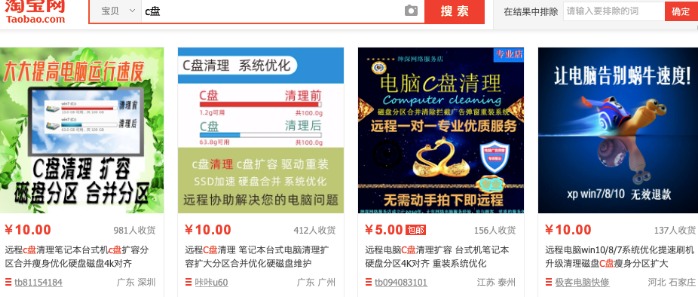 淘宝网
Taobao.com
宝贝
c盘
搜索
在结果中排除
请输入要排除的词
确定
大大提高电脑运行速度
清理前
清理后
C盘清理 扩容
磁盘分区 合并分区
¥10.00
981人收货
远程c盘清理笔记本台式机c盘扩容分
区合并瘦身优化硬盘磁盘4k对齐
tb81154184
广东 深圳
C盘清理 系统优化
C盘
清理前
1.2g可用
共100.0g
C盘
清理后
共100.0g
c盘清理 c盘扩容 驱动重装
SSD加速 硬盘合并 系统优化
远程协助解决您的电脑问题
¥10.00
412人收货
远程C盘清理 笔记本台式电脑清理扩
容扩大分区合并优化硬盘维护
咔咔u60
广东 广州
专业店
帅深网络服务店
电脑C盘清理
Computer cleaning
磁盘分区合并清除拦截广告弹窗重装系统
远程一对一专业优质服务
无需动手拍下即远程
¥5.00
包邮
156人收货
远程电脑C盘清理扩容 台式机笔记本
硬盘分区4K对齐 重装系统优化
tb094083101
江苏 泰州
让电脑告别蜗牛速度!
xp win7/8/10 无效退款
¥10.00
137人收货
远程电脑win10/8/7系统优化提速刷机
升级清理磁盘C盘瘦身分区扩大
极客电脑快修
河北 石家庄